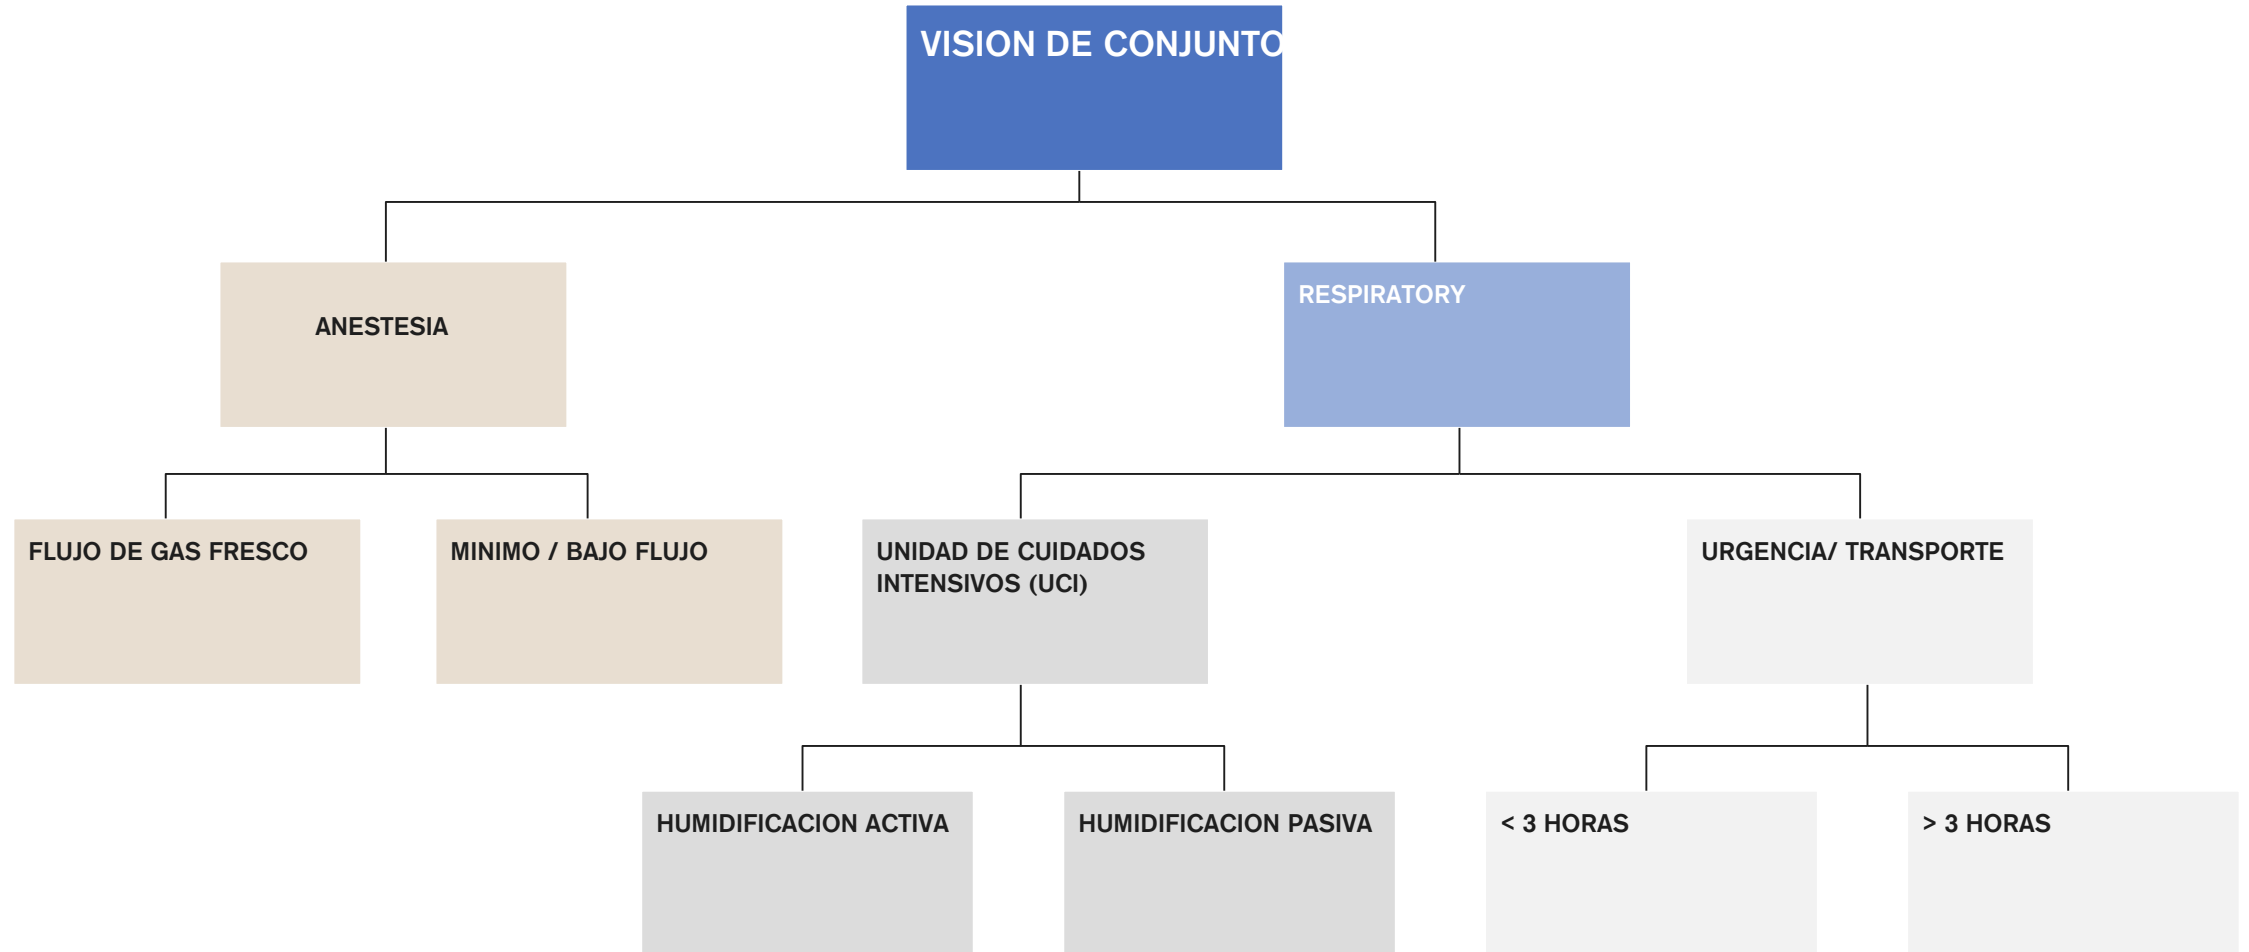 VISION DE CONJUNTO
ANESTESIA
RESPIRATORY
FLUJO DE GAS FRESCO
MINIMO / BAJO FLUJO
UNIDAD DE CUIDADOS
INTENSIVOS (UCI)
URGENCIA/ TRANSPORTE
HUMIDIFICACION ACTIVA
HUMIDIFICACION PASIVA
< 3 HORAS
> 3 HORAS